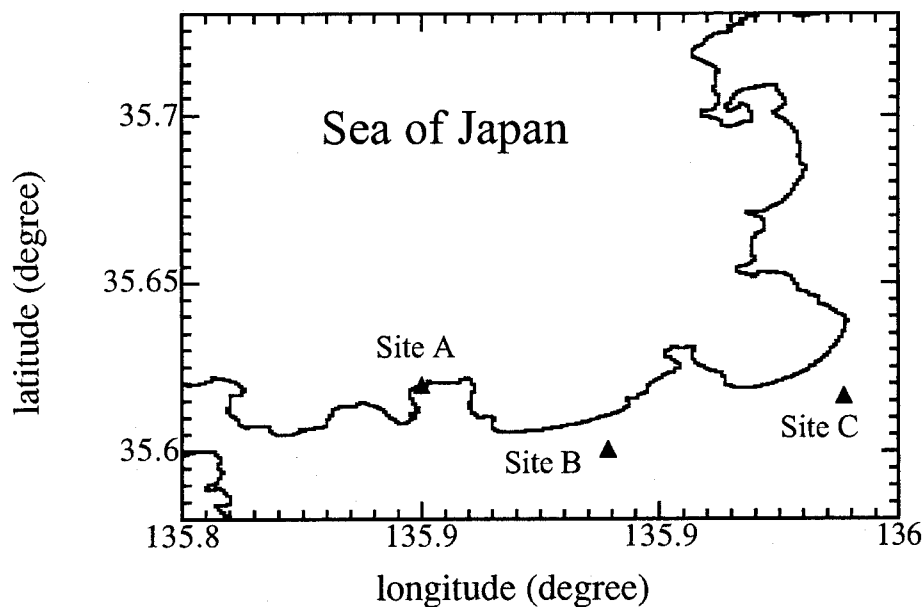 Sea of Japan
35.7
35.65
35.6
latitude (degree)
Site A
Site B
Site C
135.8
135.9
135.9
136
longitude (degree)